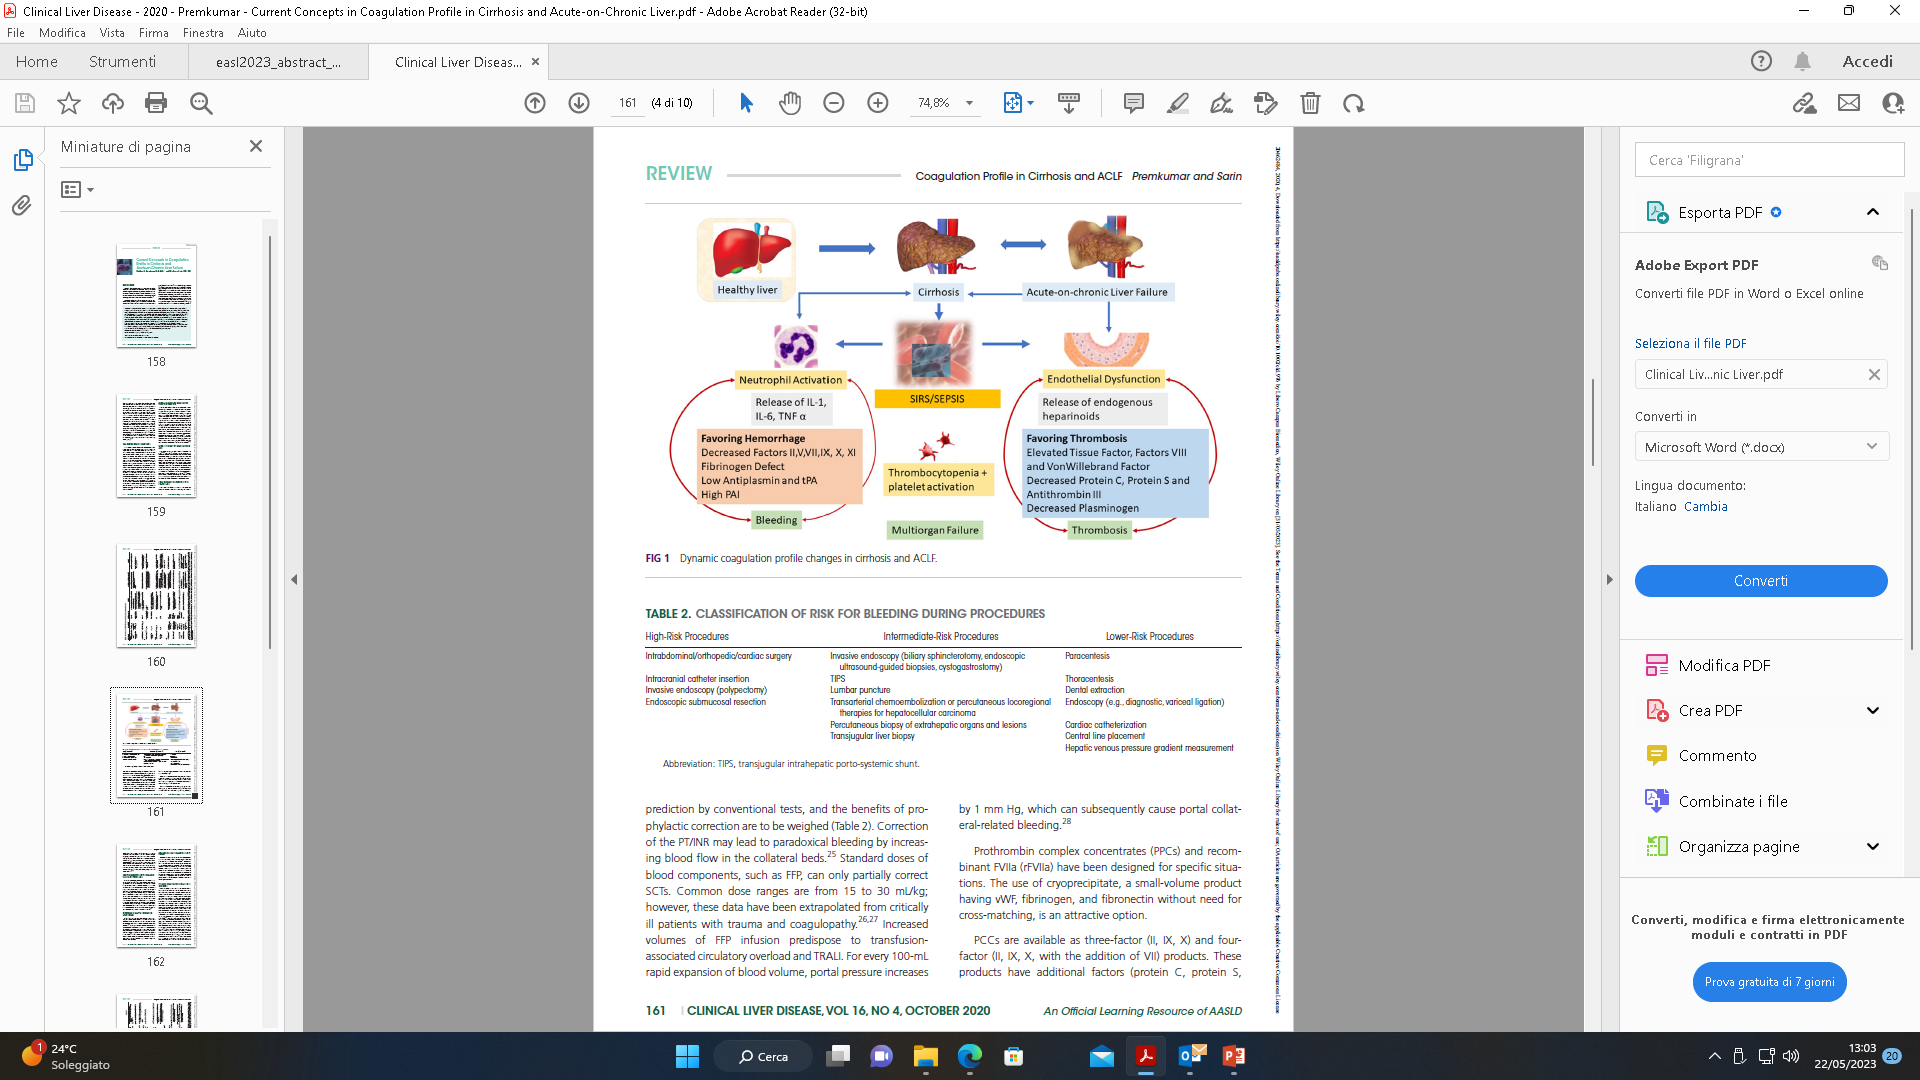 Clinical Liver Disease - 2020 - Premkumar - Current Concepts in Coagulation Profile in Cirrhosis and Acute-on-Chronic Liver.pdf - Adobe Acrobat Reader (32-bit)
File Modifica Vista Firma Finestra Aiuto
Home Strumenti easl2023_abstract_... Clinical Liver Diseas... Accedi
161 (4 di 10) 74,8%
Miniature di pagina
158
159
160
161
162
REVIEW Coagulation Profile in Cirrhosis and ACLF Premkumar and Sarin
Healthy liver
Cirrhosis
Acute-on-chronic Liver Failure
Neutrophil Activation
Release of IL-1,
IL-6, TNF α
Favoring Hemorrhage
Decreased Factors II,V,VII,IX, X, XI
Fibrinogen Defect
Low Antiplasmin and tPA
High PAI
Bleeding
SIRS/SEPSIS
Thrombocytopenia +
platelet activation
Multiorgan Failure
Endothelial Dysfunction
Release of endogenous
heparinoids
Favoring Thrombosis
Elevated Tissue Factor, Factors VIII
and VonWillebrand Factor
Decreased Protein C, Protein S and
Antithrombin III
Decreased Plasminogen
Thrombosis
FIG 1 Dynamic coagulation profile changes in cirrhosis and ACLF.
TABLE 2. CLASSIFICATION OF RISK FOR BLEEDING DURING PROCEDURES
High-Risk Procedures Intermediate-Risk Procedures Lower-Risk Procedures
Intrabdominal/orthopedic/cardiac surgery Invasive endoscopy (biliary sphincterotomy, endoscopic Paracentesis
ultrasound-guided biopsies, cystogastrostomy)
Intracranial catheter insertion TIPS Thoracentesis
Invasive endoscopy (polypectomy) Lumbar puncture Dental extraction
Endoscopic submucosal resection Transarterial chemoembolization or percutaneous locoregional Endoscopy (e.g., diagnostic, variceal ligation)
therapies for hepatocellular carcinoma
Percutaneous biopsy of extrahepatic organs and lesions Cardiac catheterization
Transjugular liver biopsy Central line placement
Hepatic venous pressure gradient measurement
Abbreviation: TIPS, transjugular intrahepatic porto-systemic shunt.
prediction by conventional tests, and the benefits of pro-
phylactic correction are to be weighed (Table 2). Correction
of the PT/INR may lead to paradoxical bleeding by increas-
ing blood flow in the collateral beds.25 Standard doses of
blood components, such as FFP, can only partially correct
SCTs. Common dose ranges are from 15 to 30 mL/kg;
however, these data have been extrapolated from critically
ill patients with trauma and coagulopathy.26,27 Increased
volumes of FFP infusion predispose to transfusion-
associated circulatory overload and TRALI. For every 100-mL
rapid expansion of blood volume, portal pressure increases
by 1 mm Hg, which can subsequently cause portal collat-
eral-related bleeding.28
Prothrombin complex concentrates (PPCs) and recom-
binant FVIIa (rFVIIa) have been designed for specific situa-
tions. The use of cryoprecipitate, a small-volume product
having vWF, fibrinogen, and fibronectin without need for
cross-matching, is an attractive option.
PCCs are available as three-factor (II, IX, X) and four-
factor (II, IX, X, with the addition of VII) products. These
products have additional factors (protein C, protein S,
161 | CLINICAL LIVER DISEASE, VOL 16, NO 4, OCTOBER 2020 An Official Learning Resource of AASLD
Cerca 'Filigrana'
Esporta PDF
Adobe Export PDF
Converti file PDF in Word o Excel online
Seleziona il file PDF
Clinical Liv...nic Liver.pdf
Converti in
Microsoft Word (*.docx)
Lingua documento:
Italiano Cambia
Converti
Modifica PDF
Crea PDF
Commento
Combinate i file
Organizza pagine
Converti, modifica e firma elettronicamente
moduli e contratti in PDF
Prova gratuita di 7 giorni
1
24°C
Soleggiato
Cerca
13:03
22/05/2023
20